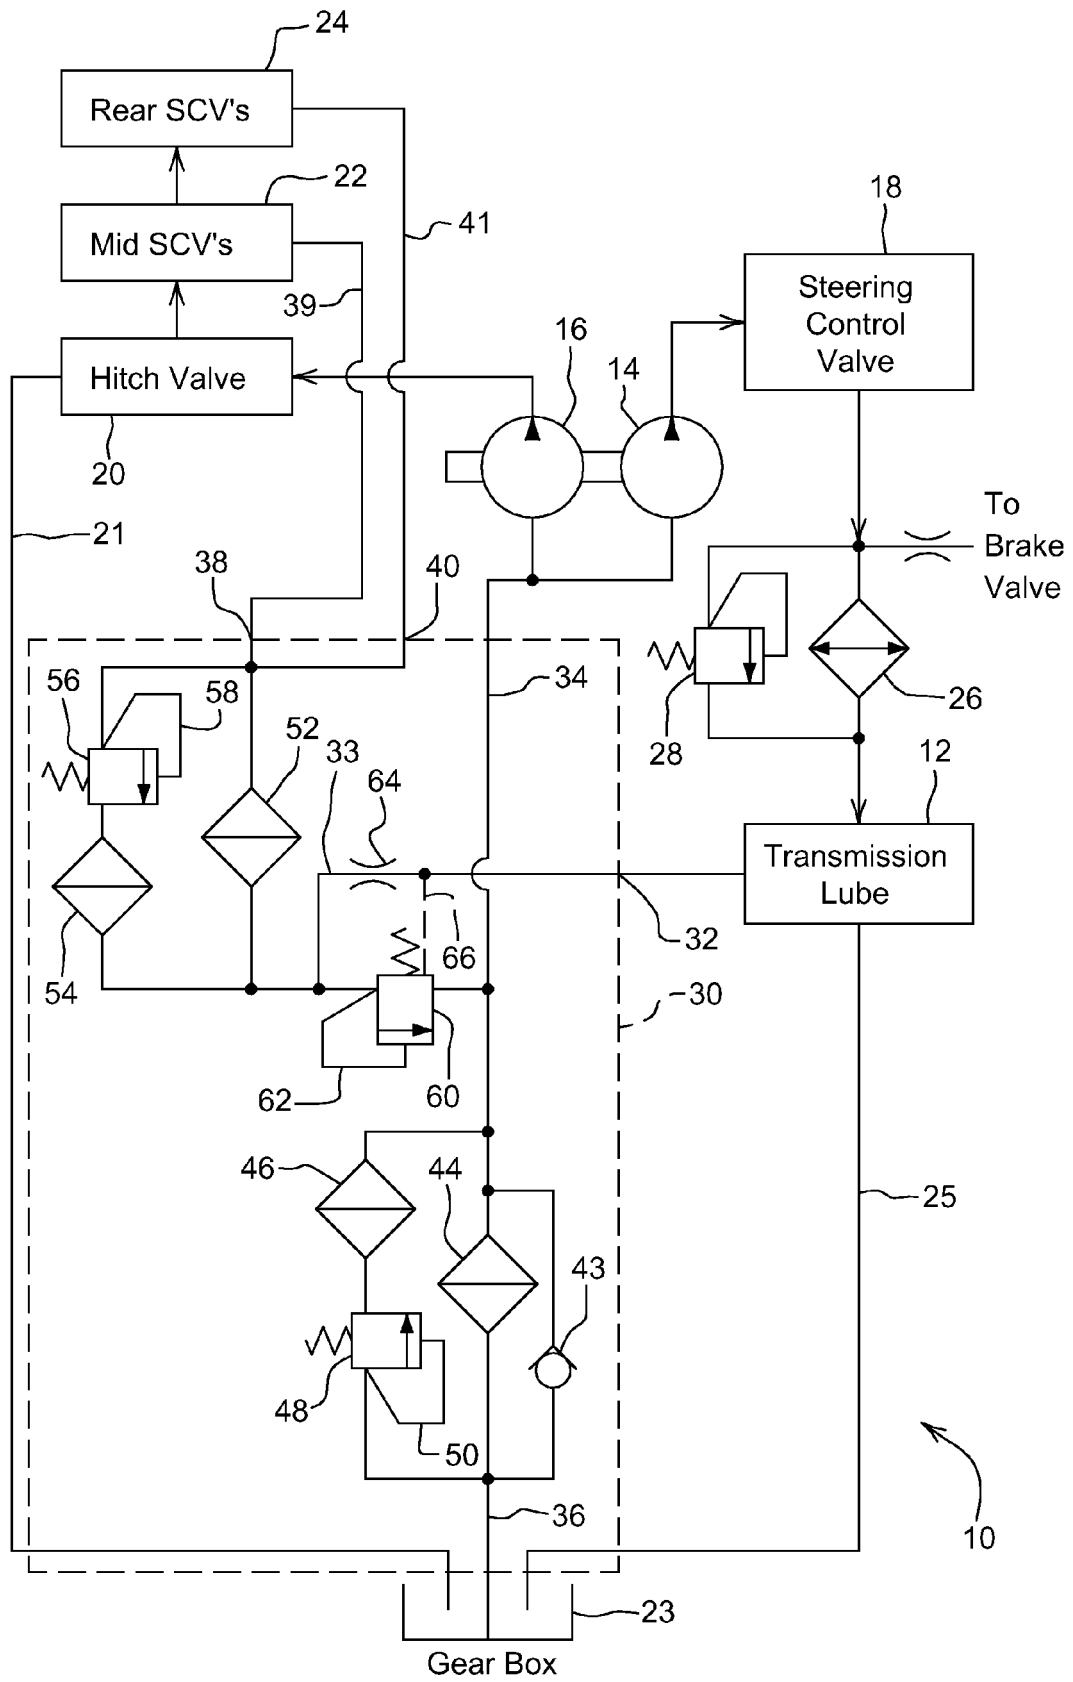 24
Rear SCV's
22
Mid SCV's
41
18
Steering
Control
Valve
39
16
14
Hitch Valve
20
21
To
Brake
Valve
38
40
56
58
34
28
26
52
33
64
12
Transmission
Lube
54
66
32
30
62
60
46
44
25
43
48
50
36
10
23
Gear Box